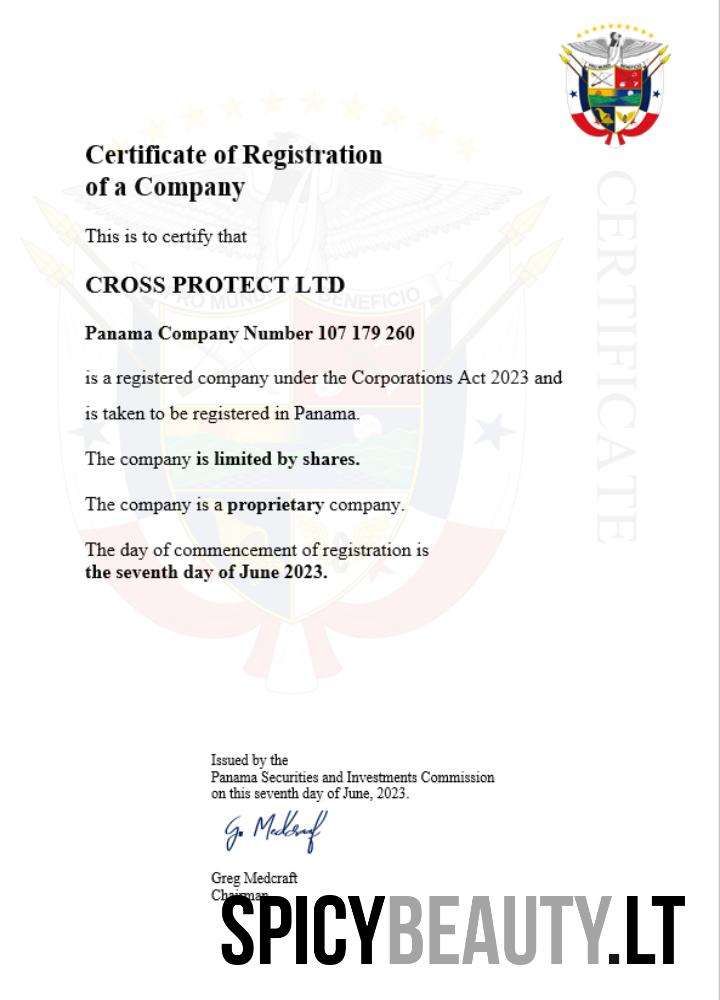 Certificate of Registration
of a Company
This is to certify that
CROSS PROTECT LTD
PRO MUNDI BENEFICIO
Panama Company Number 107 179 260
is a registered company under the Corporations Act 2023 and
is taken to be registered in Panama.
The company is limited by shares.
The company is a proprietary company.
The day of commencement of registration is
the seventh day of June 2023.
CERTIFICATE
Issued by the
Panama Securities and Investments Commission
on this seventh day of June, 2023.
G. Medcraf
Greg Medcraft
Chairman
SPICYBEAUTY.LT